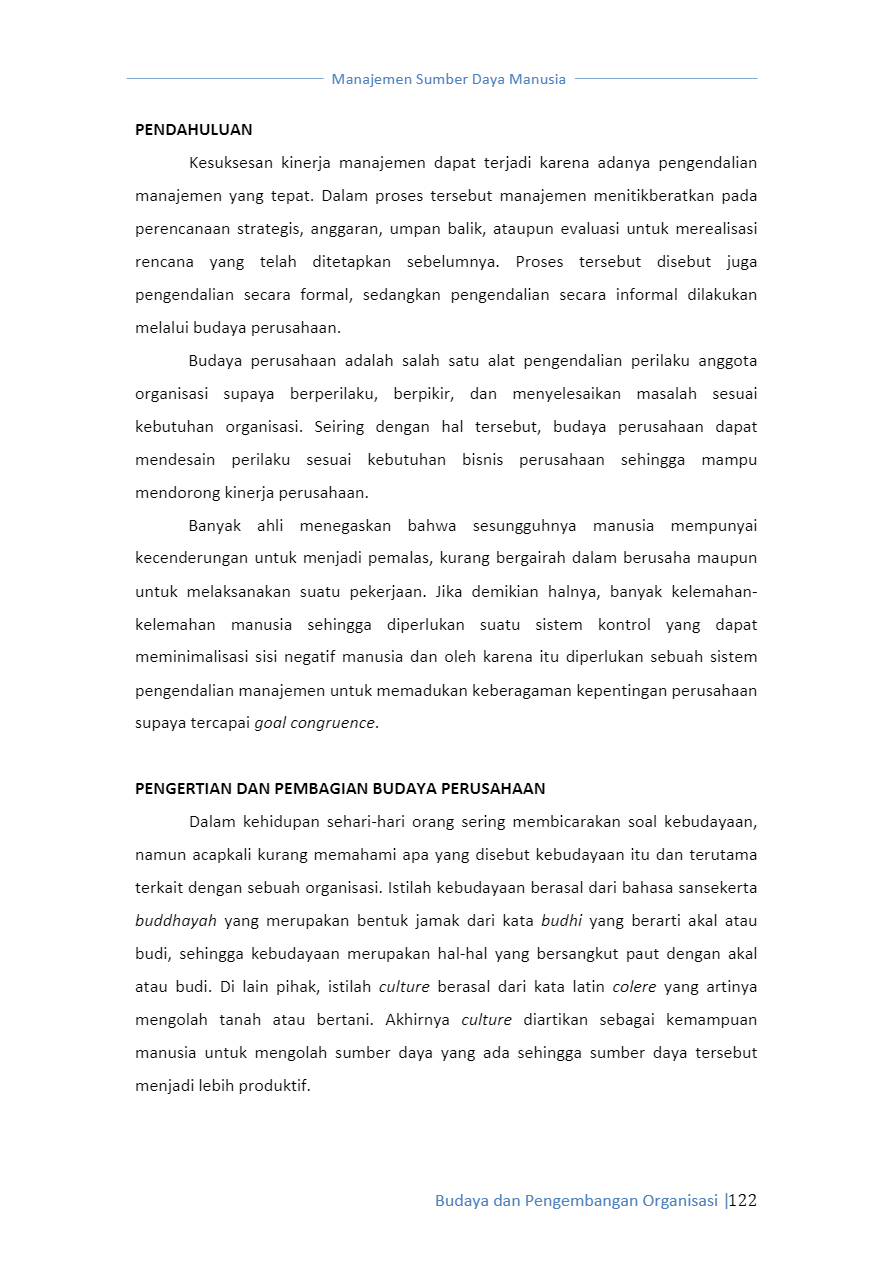 Manajemen Sumber Daya Manusia
PENDAHULUAN
Kesuksesan kinerja manajemen dapat terjadi karena adanya pengendalian
manajemen yang tepat. Dalam proses tersebut manajemen menitikberatkan pada
perencanaan strategis, anggaran, umpan balik, ataupun evaluasi untuk merealisasi
rencana yang telah ditetapkan sebelumnya. Proses tersebut disebut juga
pengendalian secara formal, sedangkan pengendalian secara informal dilakukan
melalui budaya perusahaan.
Budaya perusahaan adalah salah satu alat pengendalian perilaku anggota
organisasi supaya berperilaku, berpikir, dan menyelesaikan masalah sesuai
kebutuhan organisasi. Seiring dengan hal tersebut, budaya perusahaan dapat
mendesain perilaku sesuai kebutuhan bisnis perusahaan sehingga mampu
mendorong kinerja perusahaan.
Banyak ahli menegaskan bahwa sesungguhnya manusia mempunyai
kecenderungan untuk menjadi pemalas, kurang bergairah dalam berusaha maupun
untuk melaksanakan suatu pekerjaan. Jika demikian halnya, banyak kelemahan-
kelemahan manusia sehingga diperlukan suatu sistem kontrol yang dapat
meminimalisasi sisi negatif manusia dan oleh karena itu diperlukan sebuah sistem
pengendalian manajemen untuk memadukan keberagaman kepentingan perusahaan
supaya tercapai goal congruence.
PENGERTIAN DAN PEMBAGIAN BUDAYA PERUSAHAAN
Dalam kehidupan sehari-hari orang sering membicarakan soal kebudayaan,
namun acapkali kurang memahami apa yang disebut kebudayaan itu dan terutama
terkait dengan sebuah organisasi. Istilah kebudayaan berasal dari bahasa sansekerta
buddhayah yang merupakan bentuk jamak dari kata budhi yang berarti akal atau
budi, sehingga kebudayaan merupakan hal-hal yang bersangkut paut dengan akal
atau budi. Di lain pihak, istilah culture berasal dari kata latin colere yang artinya
mengolah tanah atau bertani. Akhirnya culture diartikan sebagai kemampuan
manusia untuk mengolah sumber daya yang ada sehingga sumber daya tersebut
menjadi lebih produktif.
Budaya dan Pengembangan Organisasi |122